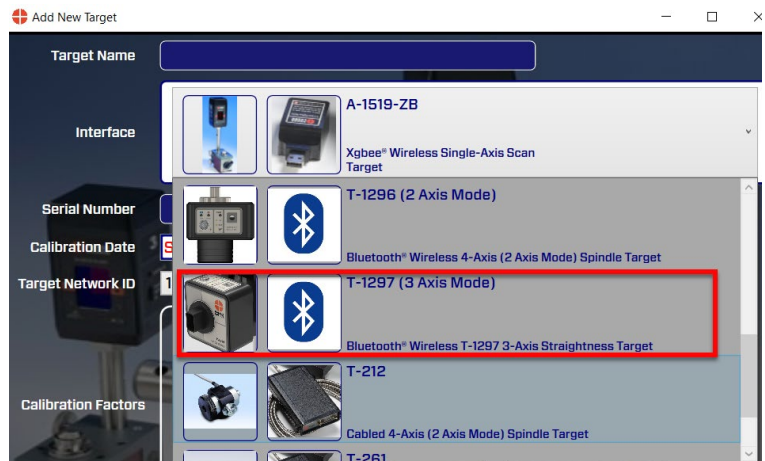 Add New Target
Target Name
Interface
A-1519-ZB
Xgbee® Wireless Single-Axis Scan
Target
T-1296 (2 Axis Mode)
Bluetooth® Wireless 4-Axis (2 Axis Mode) Spindle Target
Serial Number
Calibration Date
S
Target Network ID
1
T-1297 (3 Axis Mode)
Bluetooth® Wireless T-1297 3-Axis Straightness Target
Calibration Factors
T-212
Cabled 4-Axis (2 Axis Mode) Spindle Target
T-261